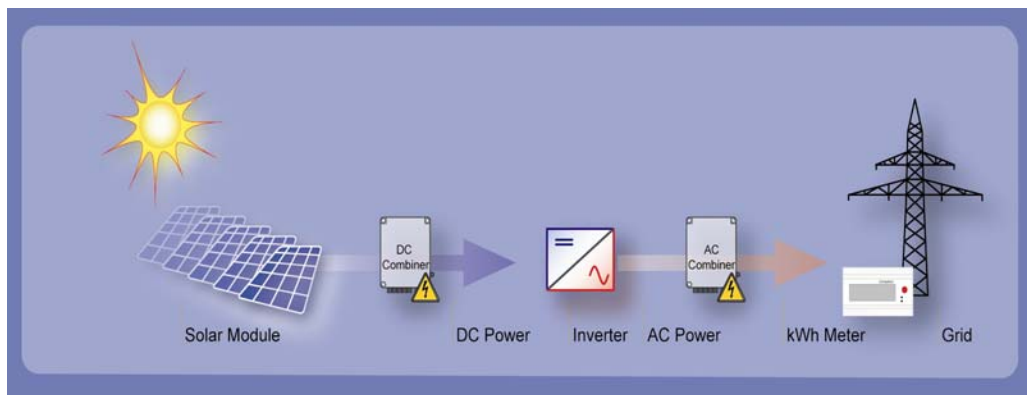 DC
Combiner
AC
Combiner
Solar Module
DC Power
Inverter
AC Power
kWh Meter
Grid